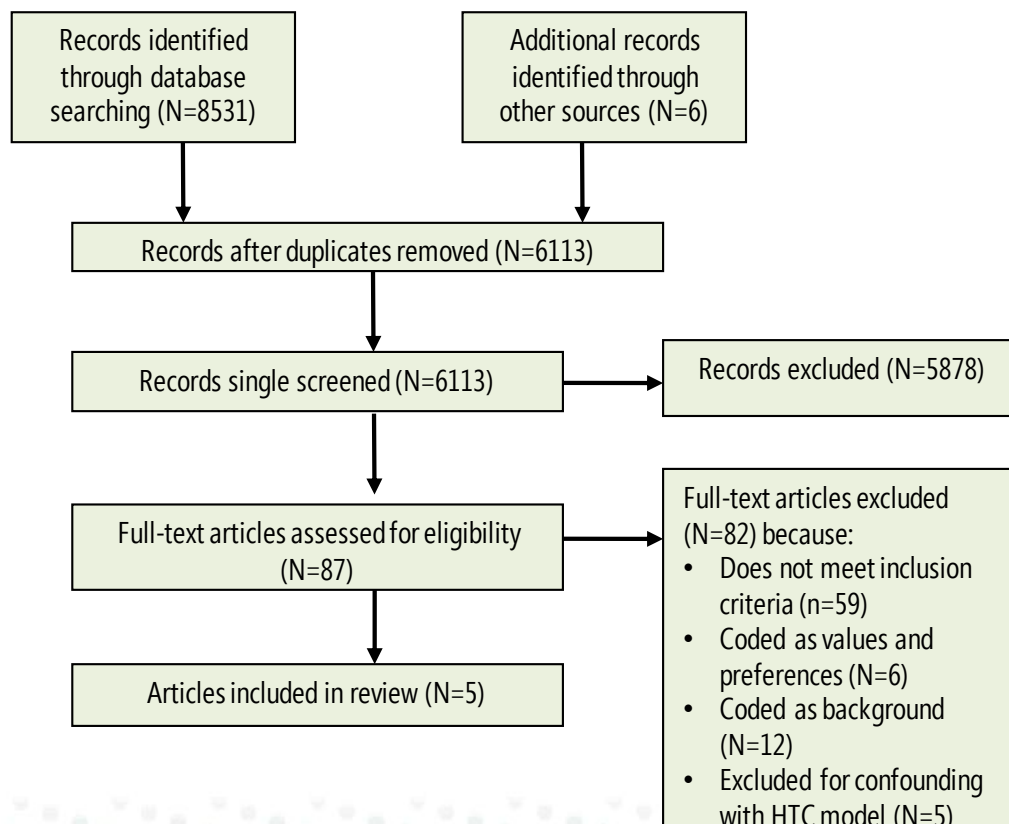 Records identified
through database
searching (N=8531)
Additional records
identified through
other sources (N=6)
Records after duplicates removed (N=6113)
Records single screened (N=6113)
Records excluded (N=5878)
Full-text articles assessed for eligibility
(N=87)
Full-text articles excluded
(N=82) because:
• Does not meet inclusion
criteria (n=59)
• Coded as values and
preferences (N=6)
• Coded as background
(N=12)
• Excluded for confounding
with HTC model (N=5)
Articles included in review (N=5)